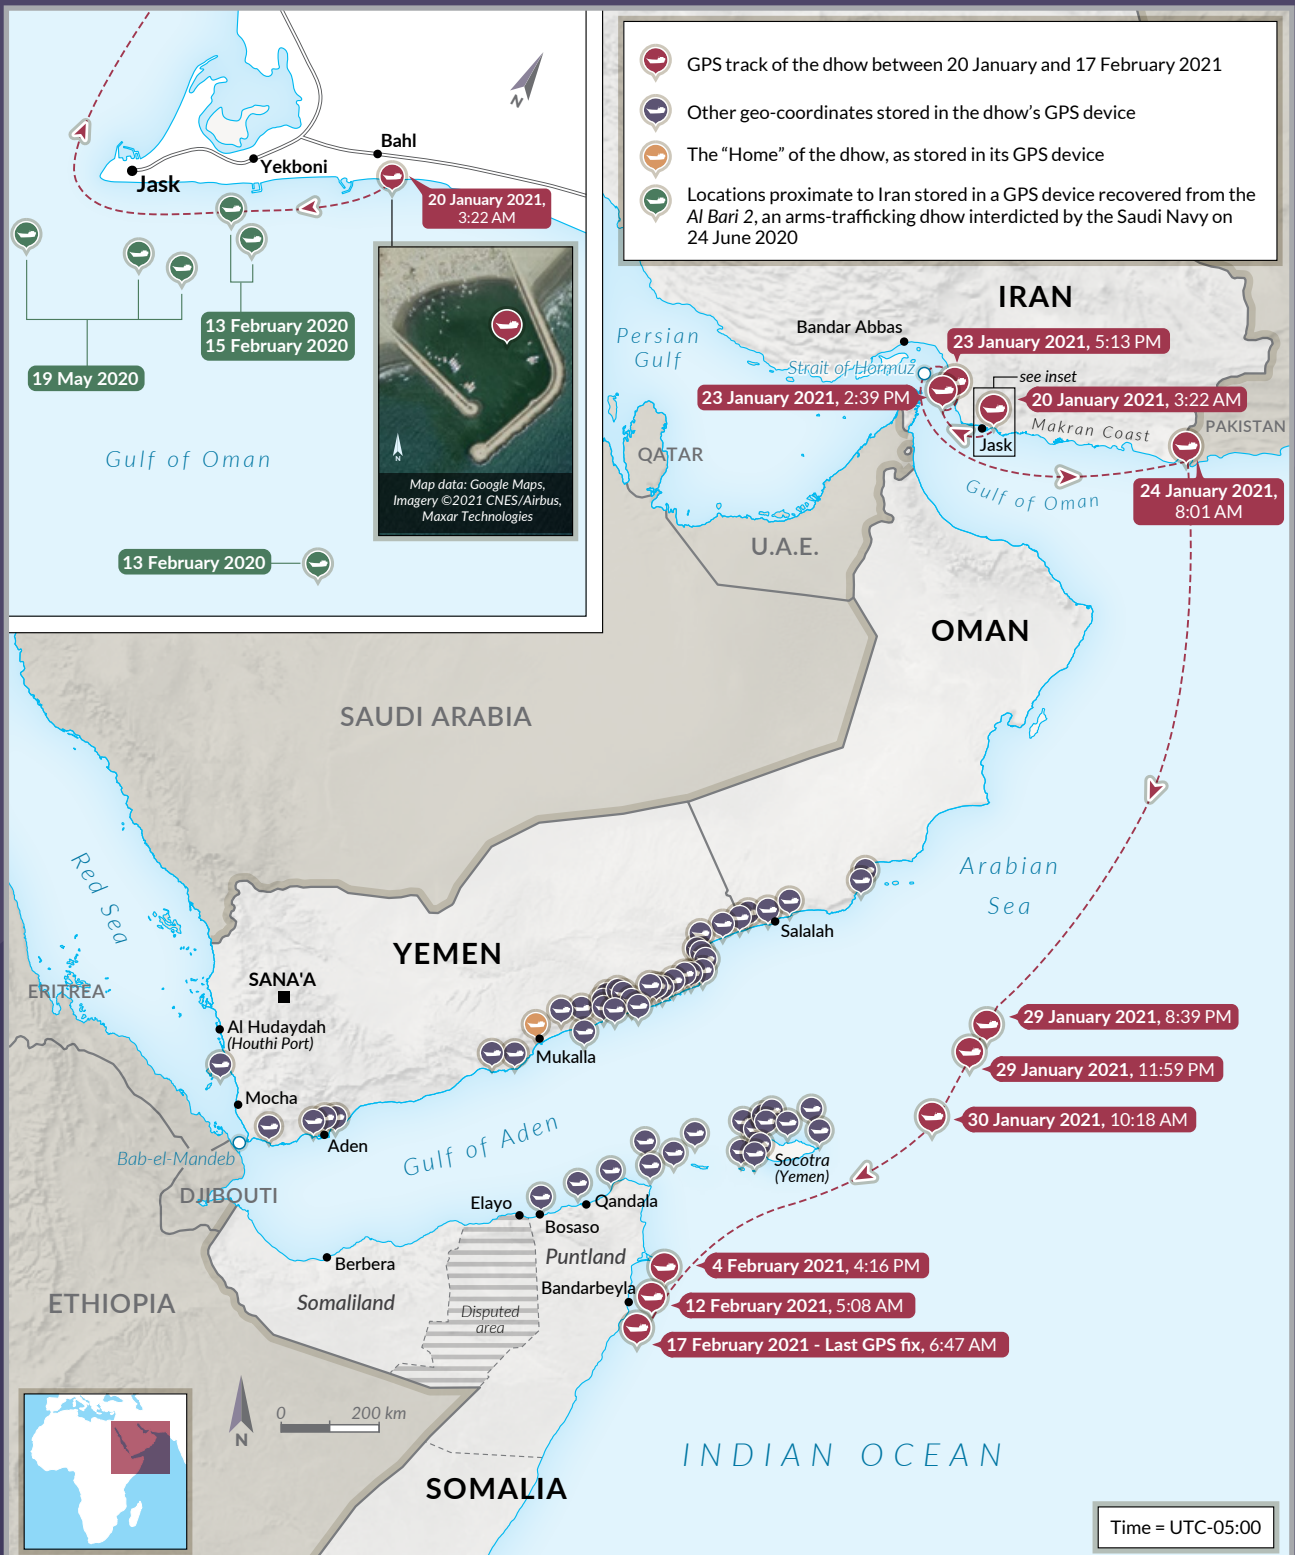 GPS track of the dhow between 20 January and 17 February 2021
Other geo-coordinates stored in the dhow's GPS device
The “Home” of the dhow, as stored in its GPS device
Locations proximate to Iran stored in a GPS device recovered from the
Al Bari 2, an arms-trafficking dhow interdicted by the Saudi Navy on
24 June 2020
N
Bahl
Yekboni
Jask
20 January 2021,
3:22 AM
13 February 2020
15 February 2020
19 May 2020
Gulf of Oman
N
Map data: Google Maps,
Imagery ©2021 CNES/Airbus,
Maxar Technologies
13 February 2020
IRAN
Bandar Abbas
Persian
Gulf
Strait of Hormuz
23 January 2021, 5:13 PM
see inset
23 January 2021, 2:39 PM
20 January 2021, 3:22 AM
Makran Coast
PAKISTAN
Jask
QATAR
Gulf of Oman
24 January 2021,
8:01 AM
U.A.E.
OMAN
SAUDI ARABIA
Red Sea
Arabian
Sea
Salalah
YEMEN
SANA'A
ERITREA
Al Hudaydah
(Houthi Port)
29 January 2021, 8:39 PM
Mukalla
29 January 2021, 11:59 PM
Mocha
30 January 2021, 10:18 AM
Aden
Gulf of Aden
Bab-el-Mandeb
Socotra
(Yemen)
DJIBOUTI
Elayo
Qandala
Bosaso
Puntland
Berbera
4 February 2021, 4:16 PM
Bandarbeyla
12 February 2021, 5:08 AM
ETHIOPIA
Somaliland
Disputed
area
17 February 2021 - Last GPS fix, 6:47 AM
N
0 200 km
INDIAN OCEAN
SOMALIA
Time = UTC-05:00